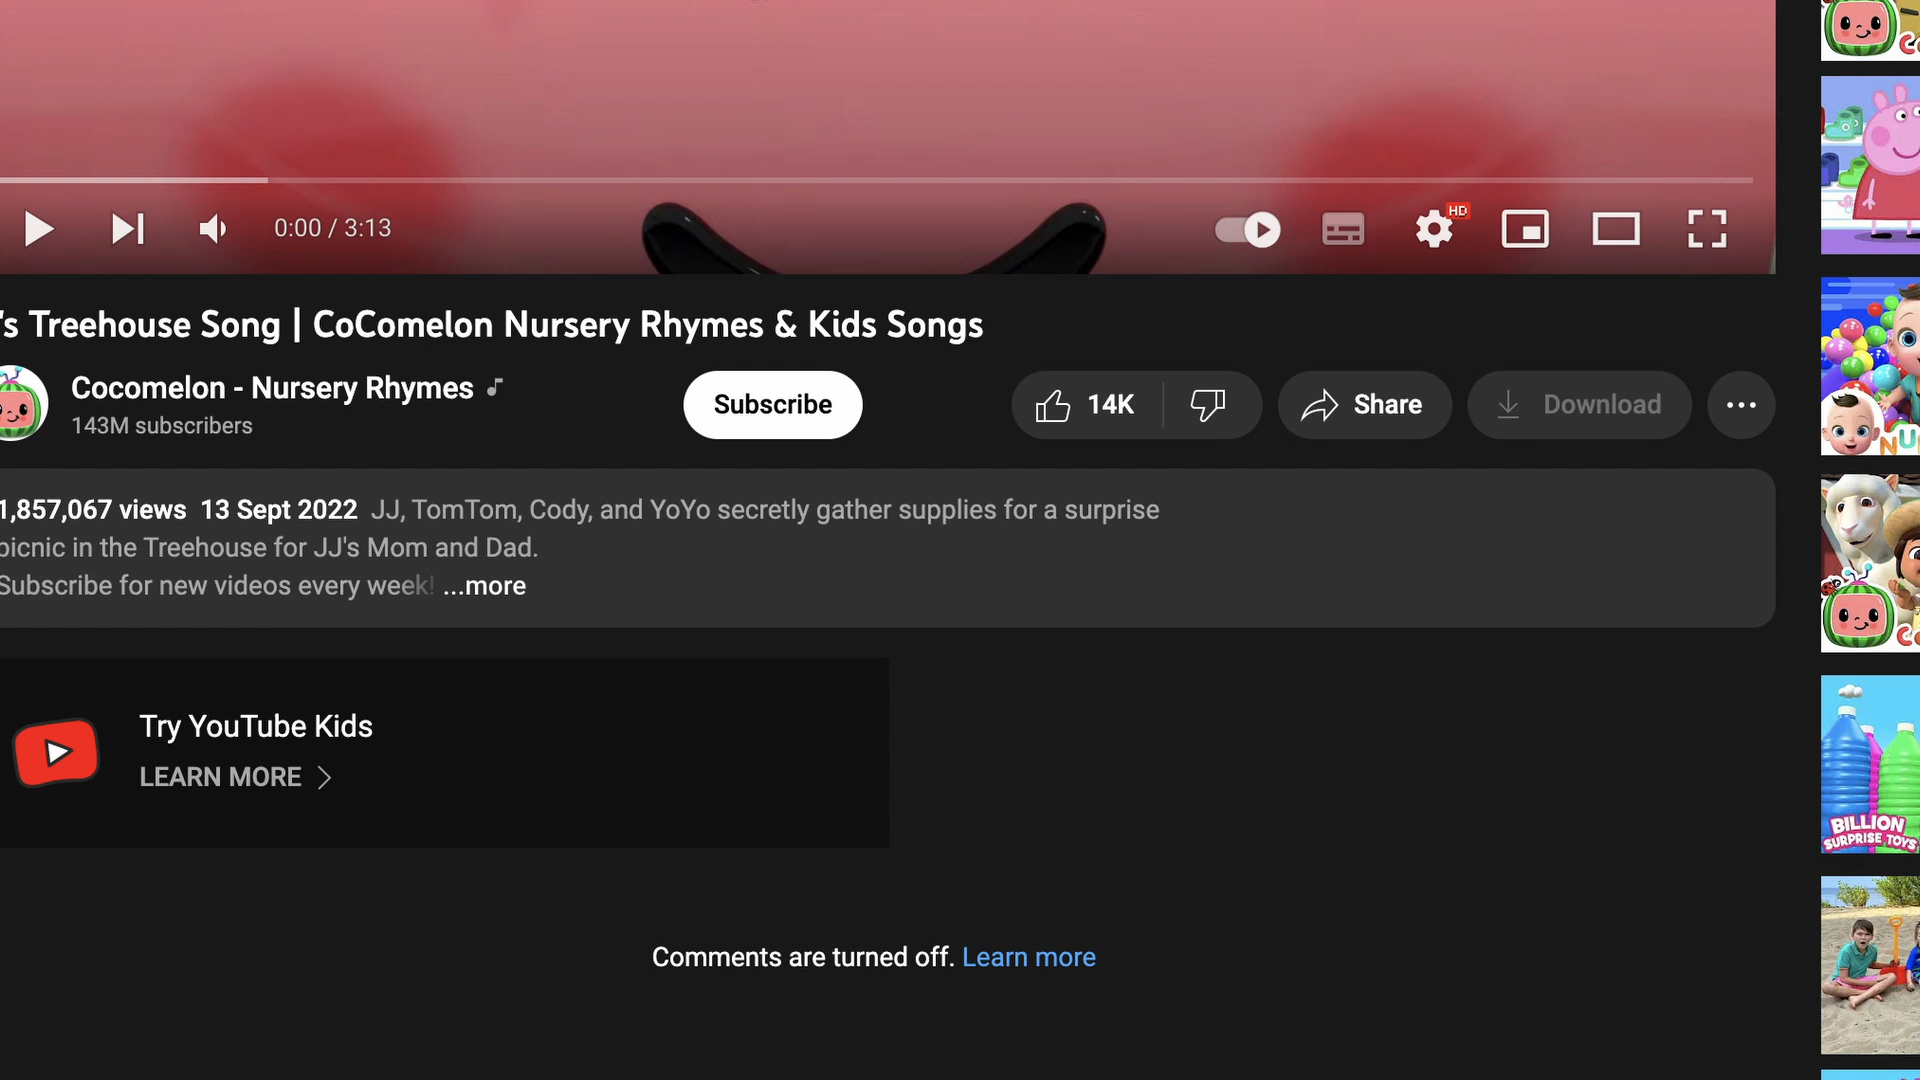 0:00 / 3:13
HD
's Treehouse Song | CoComelon Nursery Rhymes & Kids Songs
Cocomelon - Nursery Rhymes
143M subscribers
Subscribe
14K
Share
Download
1,857,067 views 13 Sept 2022 JJ, TomTom, Cody, and YoYo secretly gather supplies for a surprise
picnic in the Treehouse for JJ's Mom and Dad.
Subscribe for new videos every week! ...more
Try YouTube Kids
LEARN MORE
Comments are turned off. Learn more
BILLION
SURPRISE TOYS